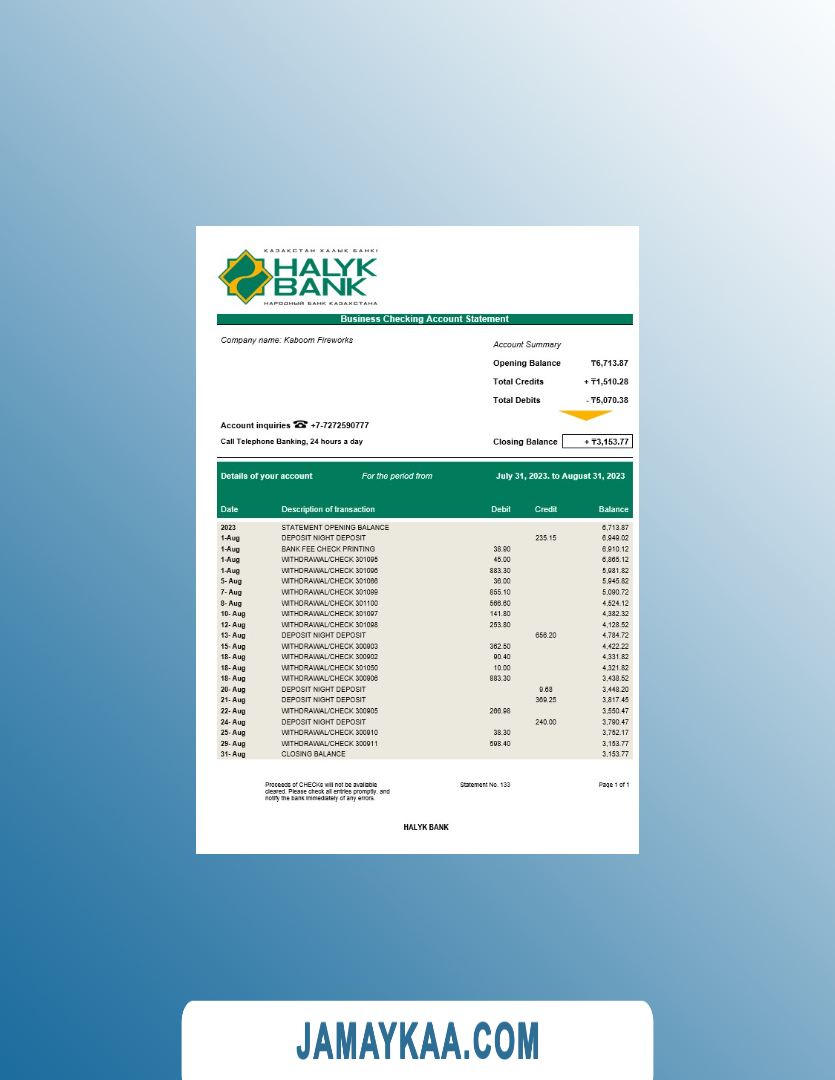 ҚАЗАҚСТАН ХАЛЫҚ БАНКІ
HALYK
BANK
НАРОДНЫЙ БАНК КАЗАХСТАНА
Business Checking Account Statement
Company name: Kaboom Fireworks
Account Summary
Opening Balance ₸6,713.87
Total Credits + ₸1,510.28
Total Debits - ₸5,070.38
Account inquiries ☎ +7-7272590777
Call Telephone Banking, 24 hours a day
Closing Balance + ₸3,153.77
Details of your account For the period from July 31, 2023. to August 31, 2023
Date Description of transaction Debit Credit Balance
2023 STATEMENT OPENING BALANCE 6,713.87
1-Aug DEPOSIT NIGHT DEPOSIT 235.15 6,949.02
1-Aug BANK FEE CHECK PRINTING 38.90 6,910.12
1-Aug WITHDRAWAL/CHECK 301095 45.00 6,865.12
1-Aug WITHDRAWAL/CHECK 301096 883.30 5,981.82
5- Aug WITHDRAWAL/CHECK 301088 36.00 5,945.82
7- Aug WITHDRAWAL/CHECK 301099 855.10 5,090.72
8- Aug WITHDRAWAL/CHECK 301100 566.60 4,524.12
10- Aug WITHDRAWAL/CHECK 301097 141.80 4,382.32
12- Aug WITHDRAWAL/CHECK 301098 253.80 4,128.52
13- Aug DEPOSIT NIGHT DEPOSIT 656.20 4,784.72
15- Aug WITHDRAWAL/CHECK 300903 362.50 4,422.22
18- Aug WITHDRAWAL/CHECK 300902 90.40 4,331.82
18- Aug WITHDRAWAL/CHECK 301050 10.00 4,321.82
18- Aug WITHDRAWAL/CHECK 300906 883.30 3,438.52
20- Aug DEPOSIT NIGHT DEPOSIT 9.68 3,448.20
21- Aug DEPOSIT NIGHT DEPOSIT 369.25 3,817.45
22- Aug WITHDRAWAL/CHECK 300905 266.98 3,550.47
24- Aug DEPOSIT NIGHT DEPOSIT 240.00 3,790.47
25- Aug WITHDRAWAL/CHECK 300910 38.30 3,752.17
29- Aug WITHDRAWAL/CHECK 300911 598.40 3,153.77
31- Aug CLOSING BALANCE 3,153.77
Proceeds of CHECKs will not be available
cleared. Please check all entries promptly, and
notify the bank immediately of any errors.
Statement No. 133
Page 1 of 1
HALYK BANK
JAMAYKAA.COM